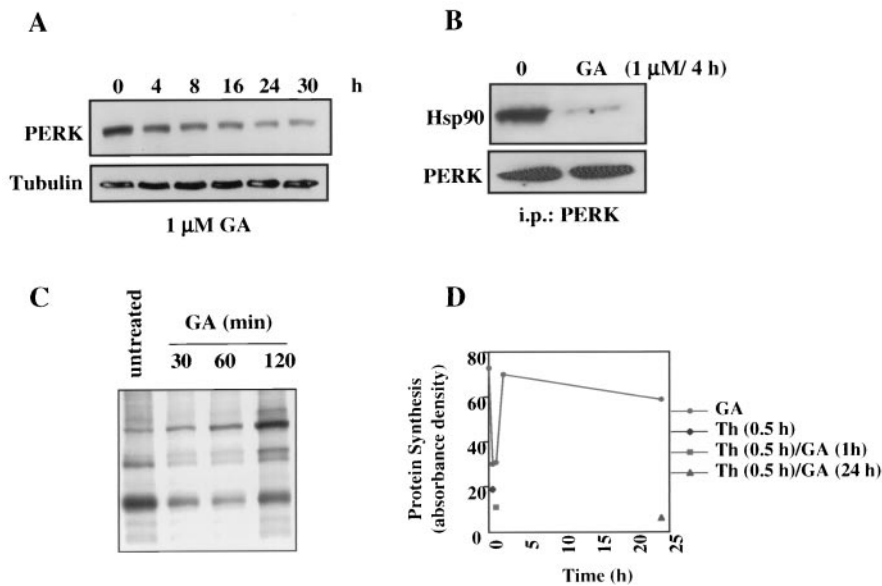 A
0 4 8 16 24 30 h
PERK
Tubulin
1 µM GA
B
0 GA (1 µM/ 4 h)
Hsp90
PERK
i.p.: PERK
C
untreated
GA (min)
30 60 120
D
Protein Synthesis
(absorbance density)
80
60
40
20
0
0 5 10 15 20 25
Time (h)
GA
Th (0.5 h)
Th (0.5 h)/GA (1h)
Th (0.5 h)/GA (24 h)